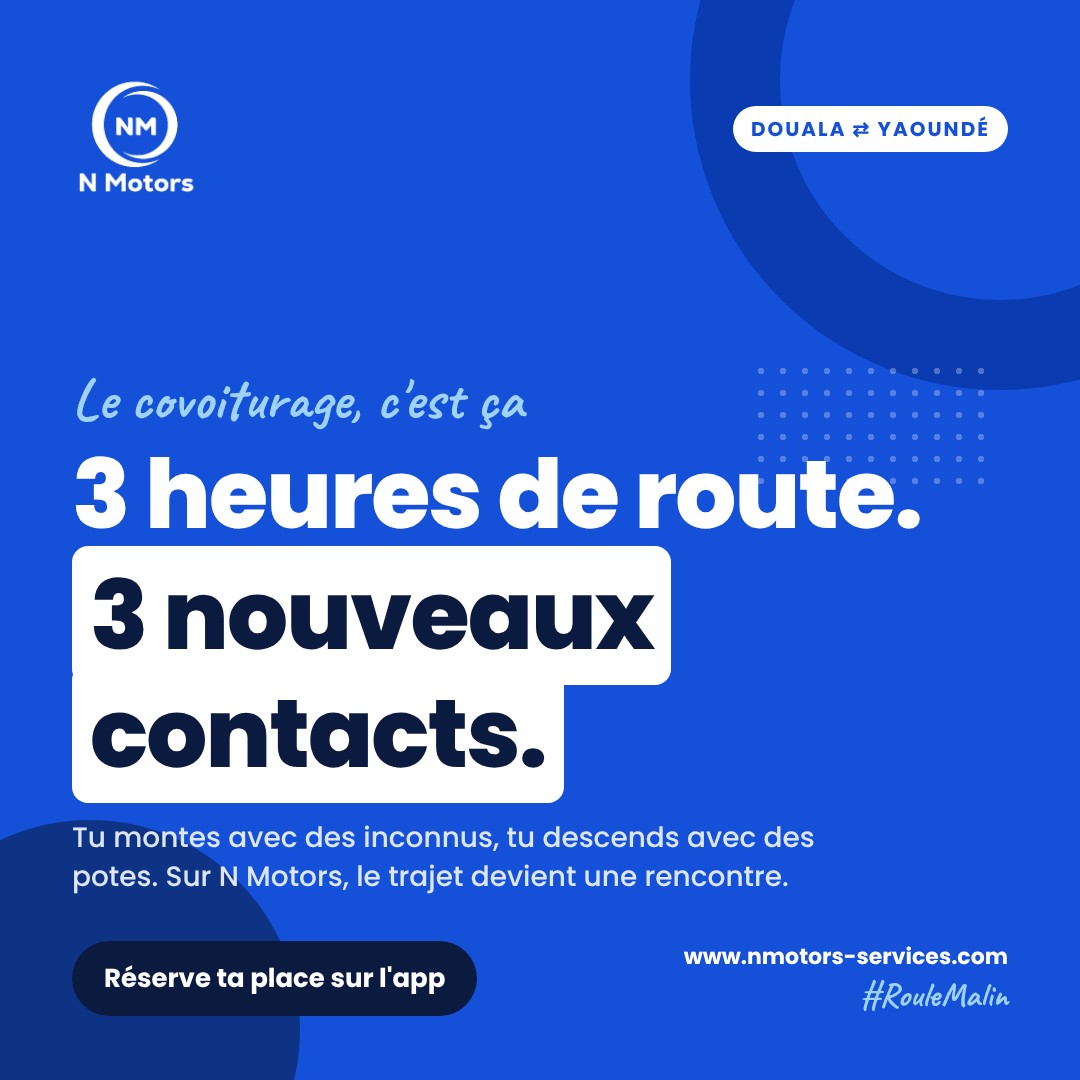 NM
N Motors
DOUALA ⇄ YAOUNDÉ
Le covoiturage, c'est ça
3 heures de route.
3 nouveaux
contacts.
Tu montes avec des inconnus, tu descends avec des
potes. Sur N Motors, le trajet devient une rencontre.
Réserve ta place sur l'app
www.nmotors-services.com
#RouleMalin